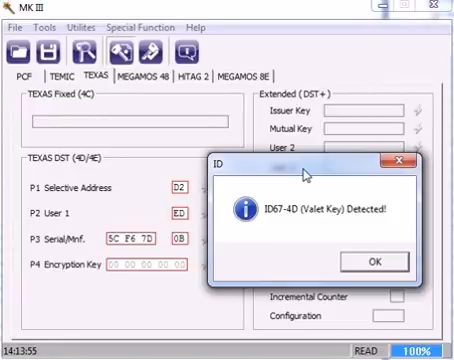 MK III
File Tools Utilites Special Function Help
PCF TEMIC TEXAS MEGAMOS 48 HiTAG 2 MEGAMOS 8E
TEXAS Fixed (4C)
Extended (DST+)
Issuer Key
Mutual Key
User 2
TEXAS DST (4D/4E)
P1 Selective Address D2
P2 User 1 ED
P3 Serial/Mnf. 5C F6 7D 0B
P4 Encryption Key 00 00 00 00 00
ID
ID67-4D (Valet Key) Detected!
OK
Incremental Counter
Configuration
14:13:55 READ 100%